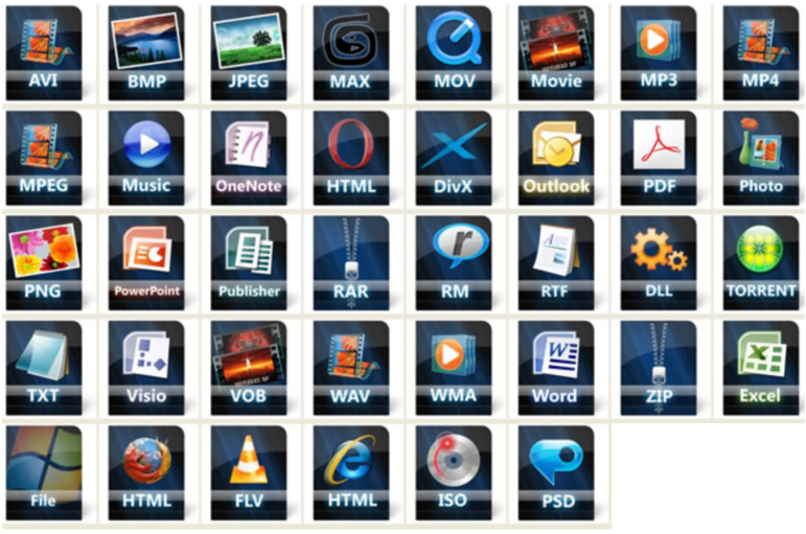 AVI BMP JPEG MAX MOV Movie MP3 MP4
MPEG Music OneNote HTML DivX Outlook PDF Photo
PNG PowerPoint Publisher RAR RM RTF DLL TORRENT
TXT Visio VOB WAV WMA Word ZIP Excel
File HTML FLV HTML ISO PSD